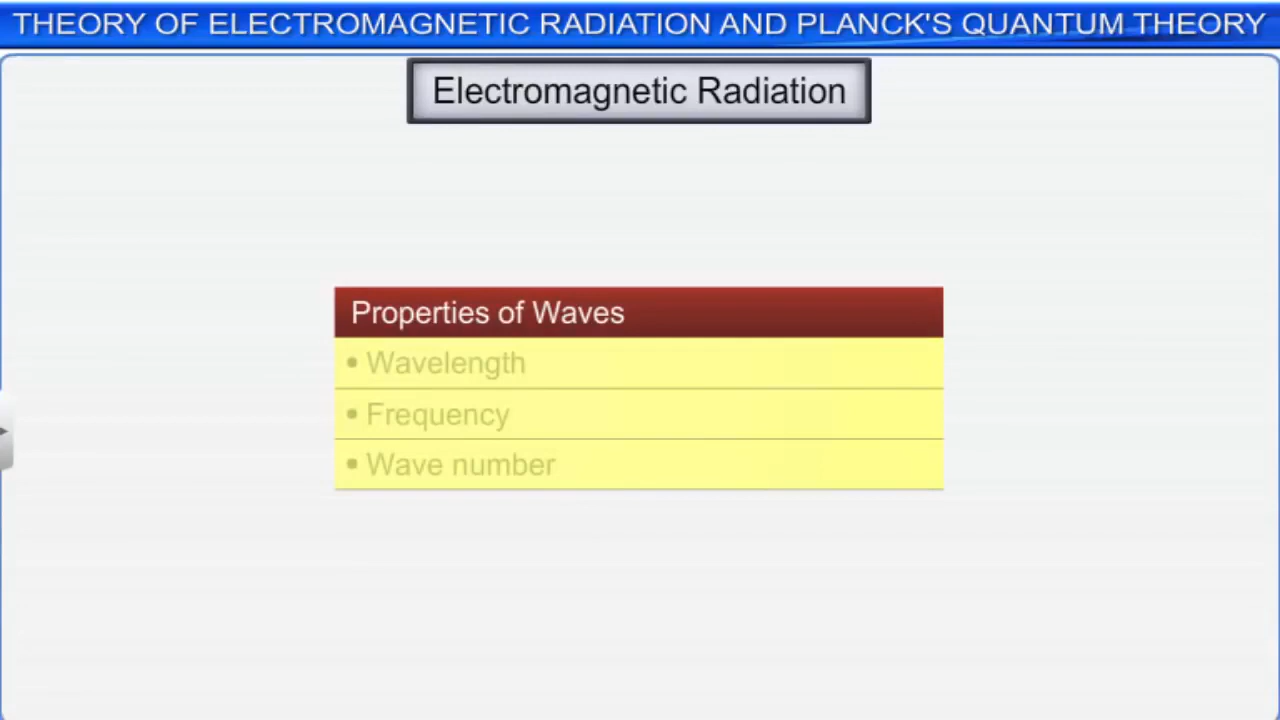 THEORY OF ELECTROMAGNETIC RADIATION AND PLANCK'S QUANTUM THEORY
Electromagnetic Radiation
Properties of Waves
• Wavelength
• Frequency
• Wave number